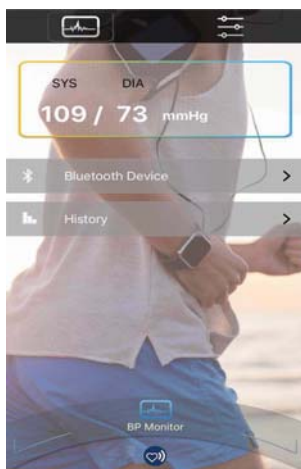 SYS DIA
109 / 73 mmHg
Bluetooth Device
History
BP Monitor